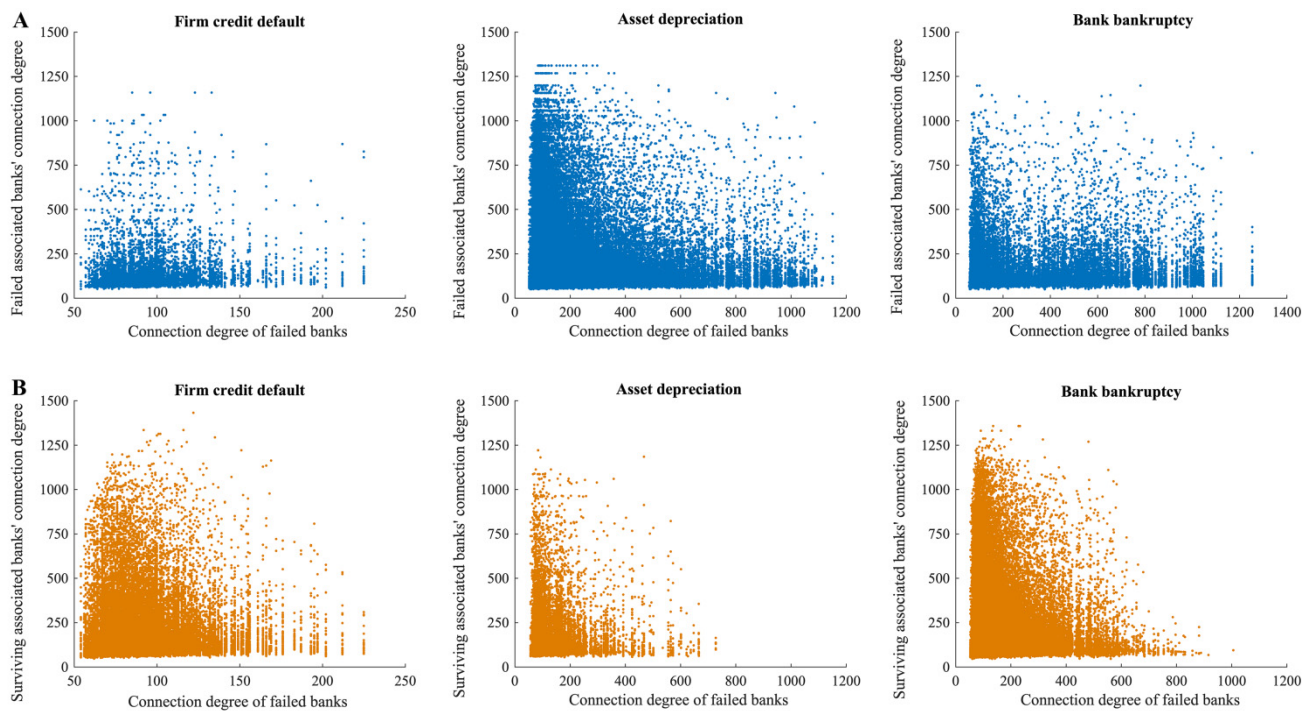 A
Firm credit default
Failed associated banks' connection degree
1500
1250
1000
750
500
250
0
50 100 150 200 250
Connection degree of failed banks
Asset depreciation
Failed associated banks' connection degree
1500
1250
1000
750
500
250
0
0 200 400 600 800 1000 1200
Connection degree of failed banks
Bank bankruptcy
Failed associated banks' connection degree
1500
1250
1000
750
500
250
0
0 200 400 600 800 1000 1200 1400
Connection degree of failed banks
B
Firm credit default
Surviving associated banks' connection degree
1500
1250
1000
750
500
250
0
50 100 150 200 250
Connection degree of failed banks
Asset depreciation
Surviving associated banks' connection degree
1500
1250
1000
750
500
250
0
0 200 400 600 800 1000 1200
Connection degree of failed banks
Bank bankruptcy
Surviving associated banks' connection degree
1500
1250
1000
750
500
250
0
0 200 400 600 800 1000 1200
Connection degree of failed banks